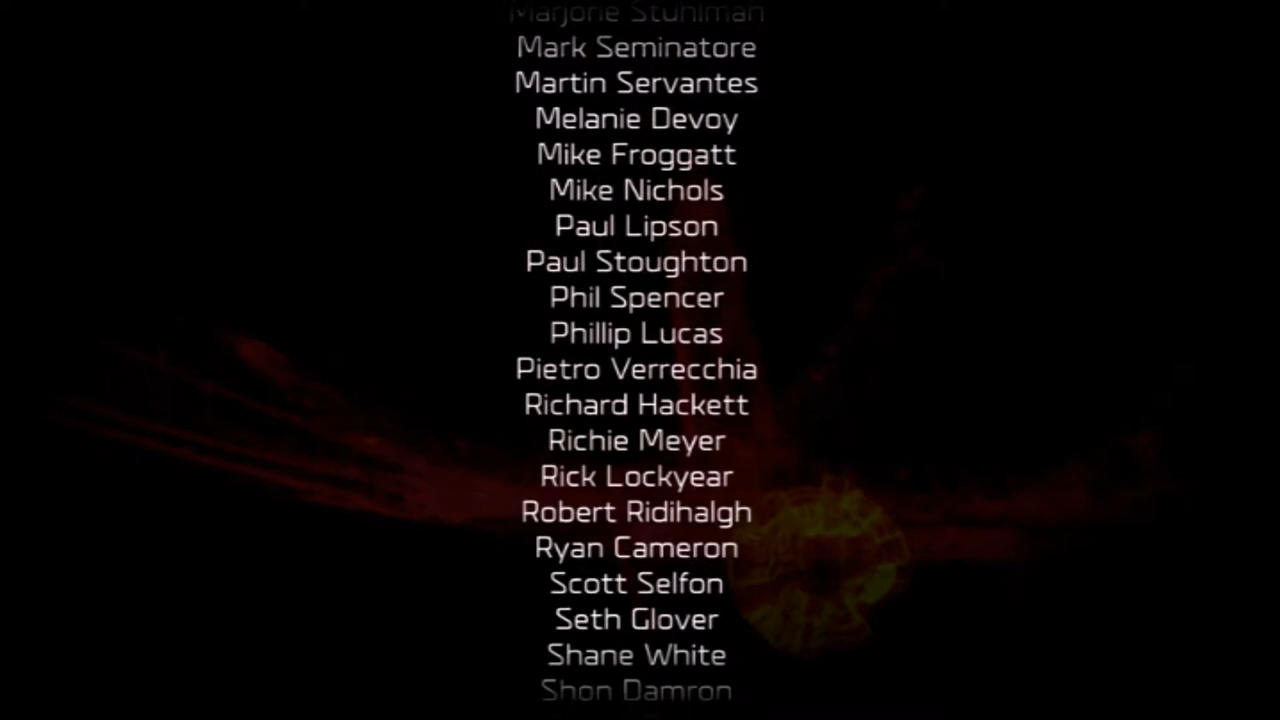 Marjorie Stuhlman
Mark Seminatore
Martin Servantes
Melanie Devoy
Mike Froggatt
Mike Nichols
Paul Lipson
Paul Stoughton
Phil Spencer
Phillip Lucas
Pietro Verrecchia
Richard Hackett
Richie Meyer
Rick Lockyear
Robert Ridihalgh
Ryan Cameron
Scott Selfon
Seth Glover
Shane White
Shon Damron